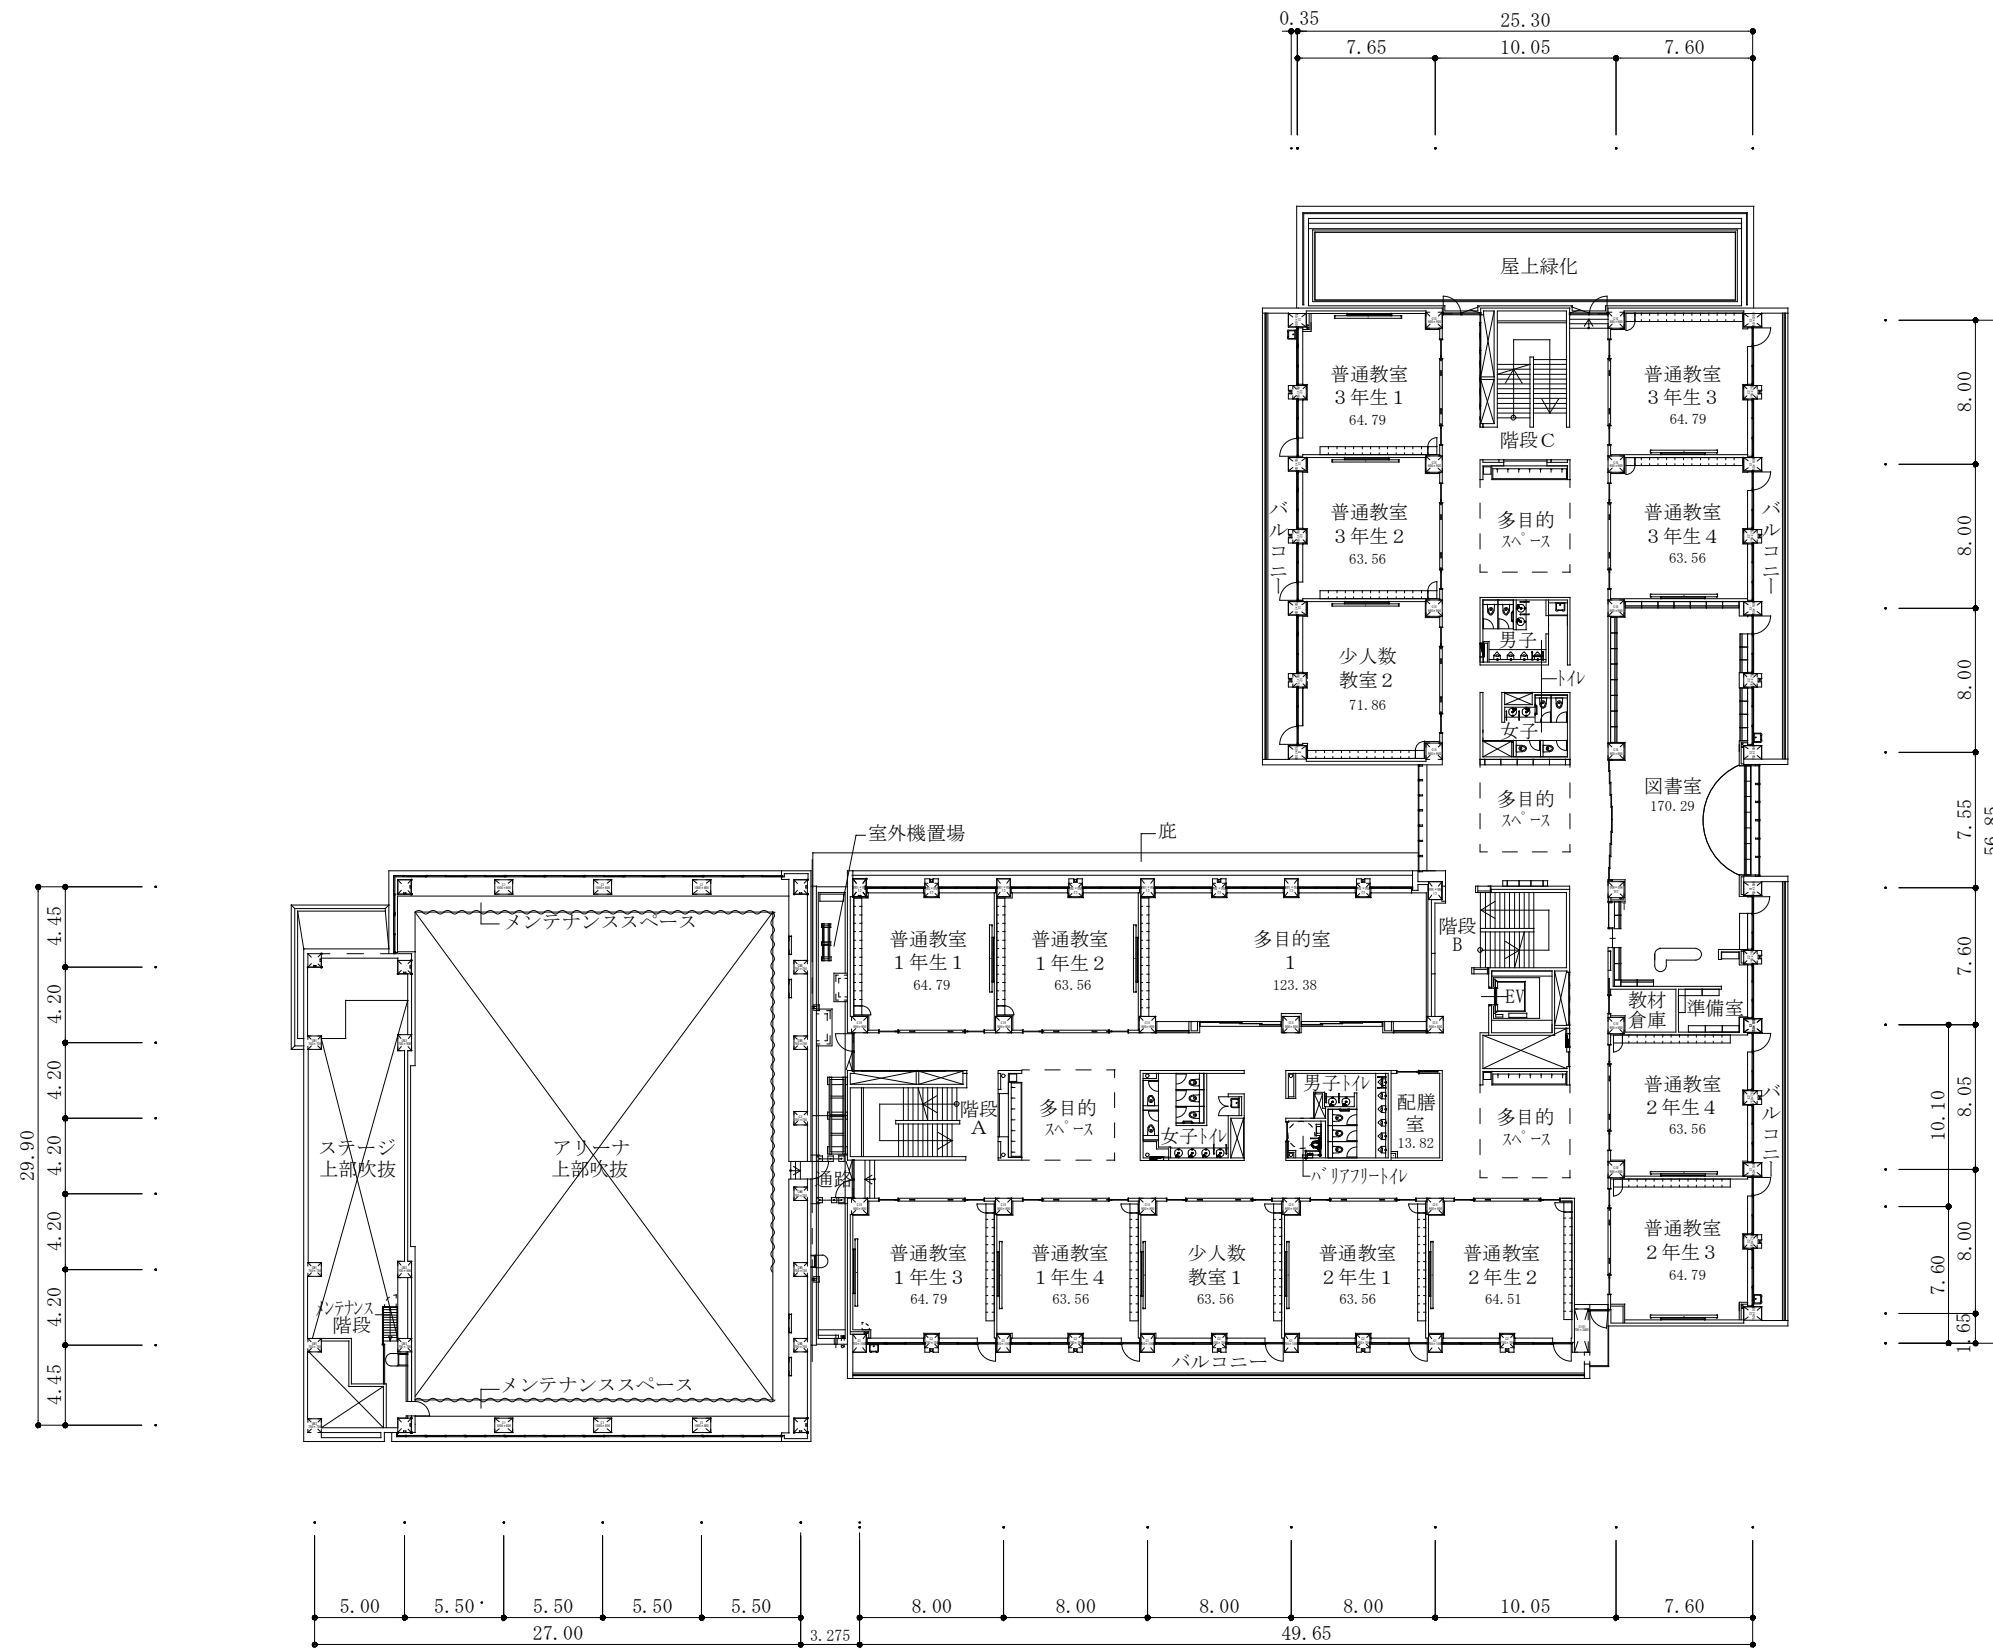 0.35
25.30
7.65
10.05
7.60
屋上緑化
普通教室
3年生1
64.79
階段C
普通教室
3年生3
64.79
8.00
バルコニー
普通教室
3年生2
63.56
多目的
スペース
普通教室
3年生4
63.56
バルコニー
8.00
少人数
教室2
71.86
男子
トイレ
女子
8.00
多目的
スペース
図書室
170.29
7.55
56.85
室外機置場
庇
4.45
メンテナンススペース
普通教室
1年生1
64.79
普通教室
1年生2
63.56
多目的室
1
123.38
階段
B
7.60
EV
教材
倉庫
準備室
4.20
4.20
4.20
4.20
4.20
4.45
29.90
ステージ
上部吹抜
アリーナ
上部吹抜
通路
階段
A
多目的
スペース
女子トイレ
男子トイレ
配膳
室
13.82
バリアフリートイレ
多目的
スペース
普通教室
2年生4
63.56
バルコニー
10.10
8.05
普通教室
1年生3
64.79
普通教室
1年生4
63.56
少人数
教室1
63.56
普通教室
2年生1
63.56
普通教室
2年生2
64.51
普通教室
2年生3
64.79
8.00
7.60
1.65
メンテナンス
階段
バルコニー
メンテナンススペース
5.00
5.50
5.50
5.50
5.50
8.00
8.00
8.00
8.00
10.05
7.60
27.00
3.275
49.65